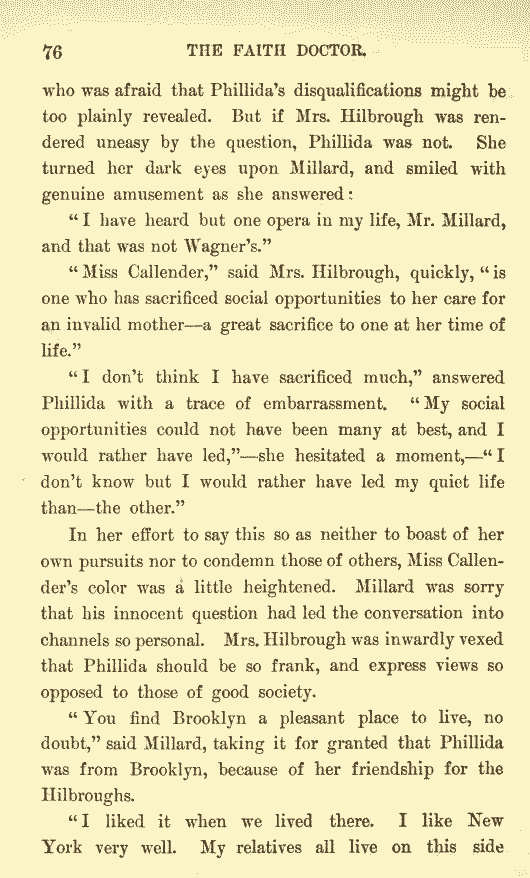 76 THE FAITH DOCTOR.
who was afraid that Phillida's disqualifications might be
too plainly revealed. But if Mrs. Hilbrough was ren-
dered uneasy by the question, Phillida was not. She
turned her dark eyes upon Millard, and smiled with
genuine amusement as she answered:
"I have heard but one opera in my life, Mr. Millard,
and that was not Wagner's."
"Miss Callender," said Mrs. Hilbrough, quickly, "is
one who has sacrificed social opportunities to her care for
an invalid mother—a great sacrifice to one at her time of
life."
"I don't think I have sacrificed much," answered
Phillida with a trace of embarrassment. "My social
opportunities could not have been many at best, and I
would rather have led,"—she hesitated a moment,—"I
don't know but I would rather have led my quiet life
than—the other."
In her effort to say this so as neither to boast of her
own pursuits nor to condemn those of others, Miss Callen-
der's color was a little heightened. Millard was sorry
that his innocent question had led the conversation into
channels so personal. Mrs. Hilbrough was inwardly vexed
that Phillida should be so frank, and express views so
opposed to those of good society.
"You find Brooklyn a pleasant place to live, no
doubt," said Millard, taking it for granted that Phillida
was from Brooklyn, because of her friendship for the
Hilbroughs.
"I liked it when we lived there. I like New
York very well. My relatives all live on this side